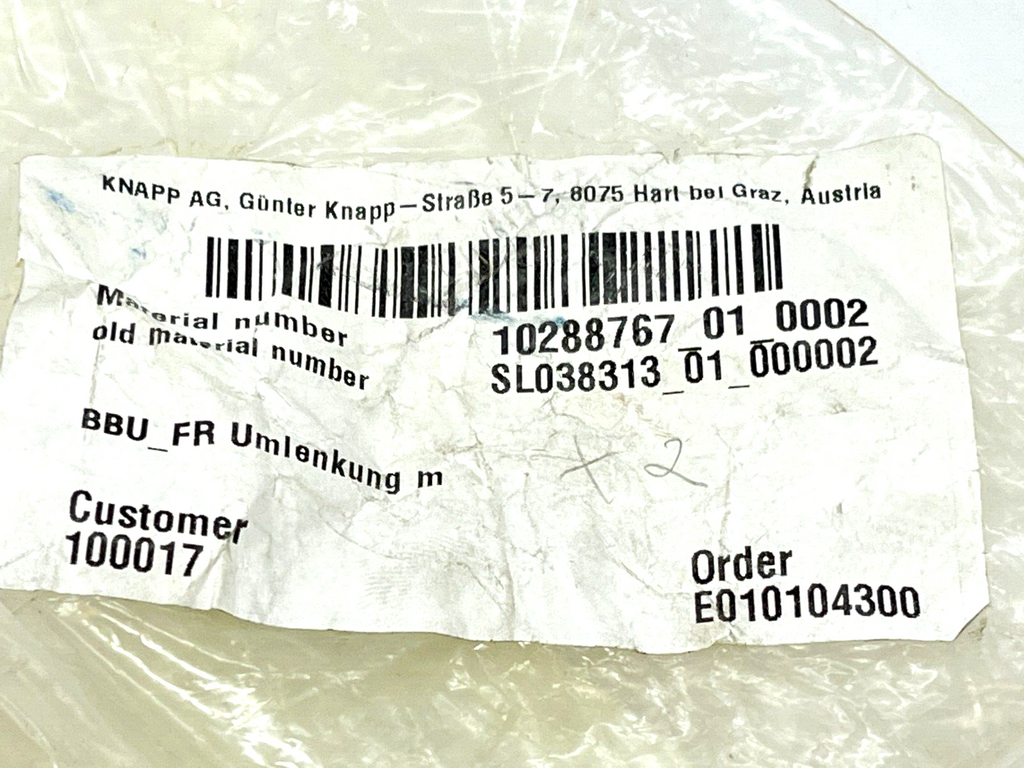 KNAPP AG, Günter Knapp-Straße 5-7, 8075 Hart bei Graz, Austria
Material number 10288767_01_0002
old material number SL038313_01_000002
BBU_FR Umlenkung m
x 2
Customer
100017
Order
E010104300